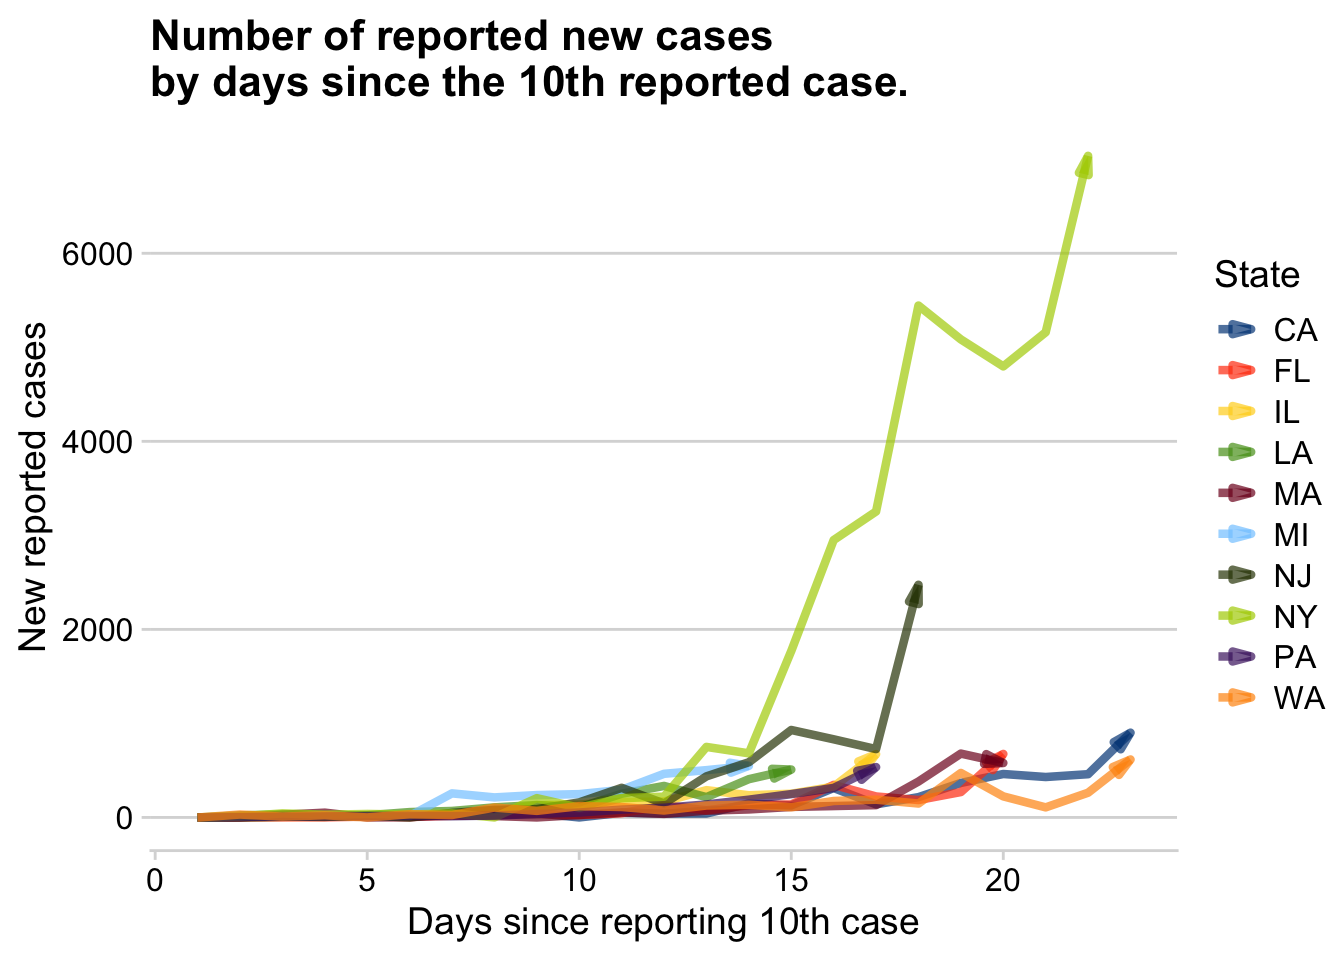 Number of reported new cases
by days since the 10th reported case.
New reported cases
6000
4000
2000
0
0 5 10 15 20
Days since reporting 10th case
State
CA
FL
IL
LA
MA
MI
NJ
NY
PA
WA